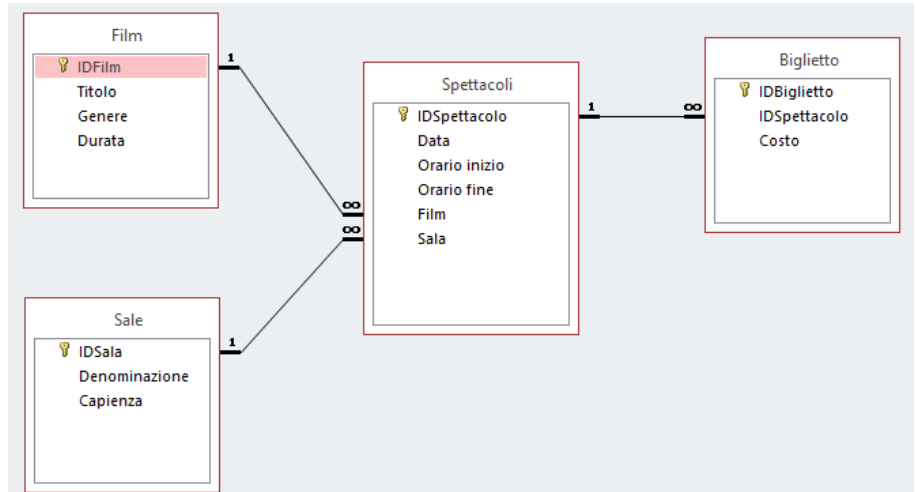 Film
IDFilm
Titolo
Genere
Durata
1
∞
∞
Spettacoli
IDSpettacolo
Data
Orario inizio
Orario fine
Film
Sala
1
∞
Biglietto
IDBiglietto
IDSpettacolo
Costo
Sale
IDSala
Denominazione
Capienza
1